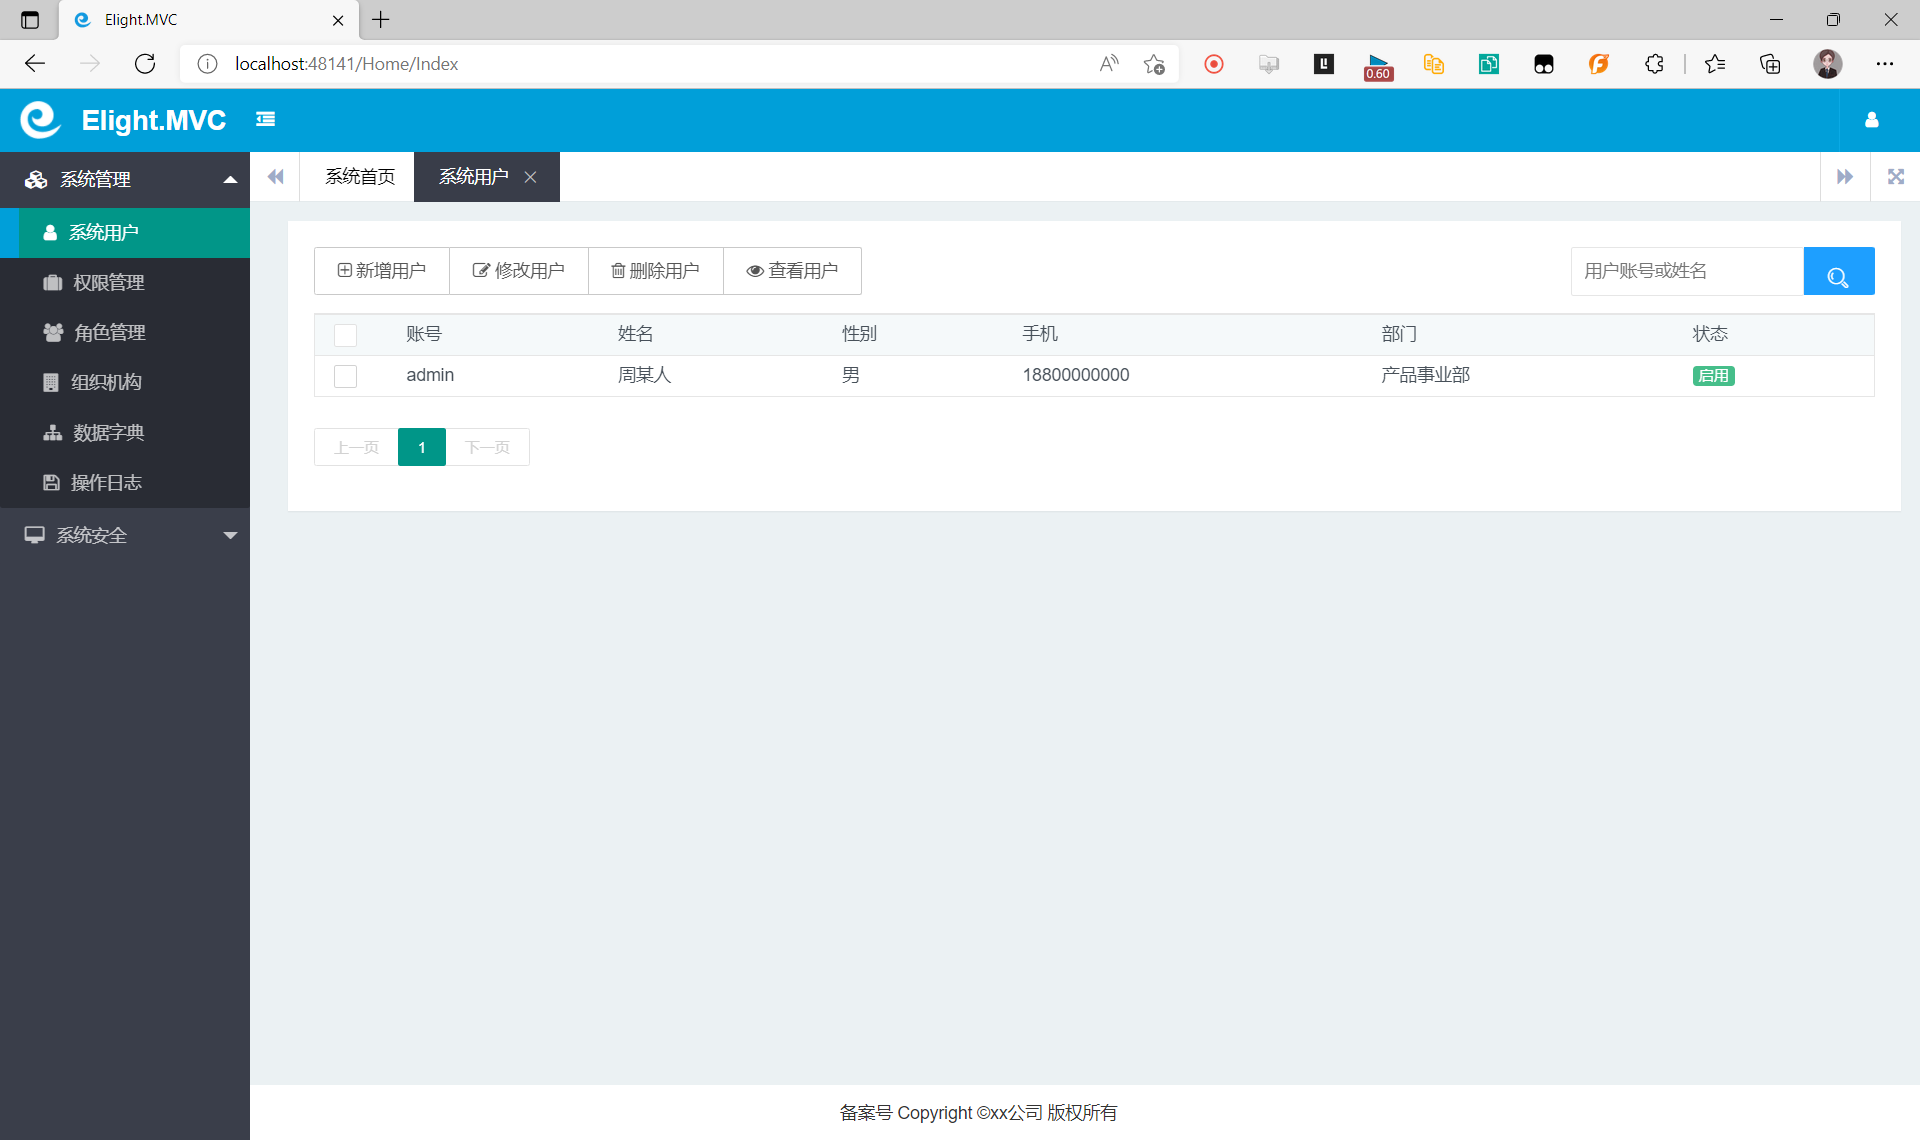 Elight.MVC
localhost:48141/Home/Index
0.60
Elight.MVC
系统管理
系统用户
权限管理
角色管理
组织机构
数据字典
操作日志
系统安全
系统首页 系统用户
新增用户 修改用户 删除用户 查看用户 用户账号或姓名
账号 姓名 性别 手机 部门 状态
admin 周某人 男 18800000000 产品事业部 启用
上一页 1 下一页
备案号 Copyright ©xx公司 版权所有